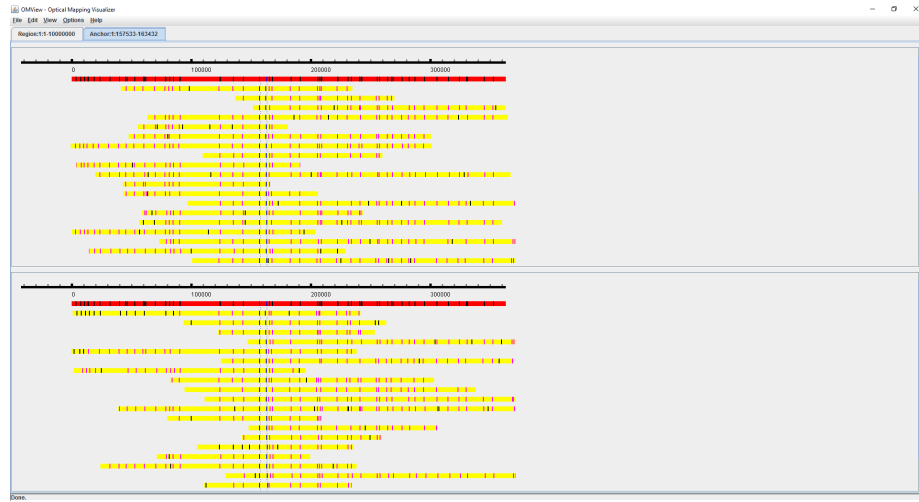 OMView - Optical Mapping Visualizer
File Edit View Options Help
Region:1:1-10000000 Anchor:1:157533-163432
0 100000 200000 300000
0 100000 200000 300000
Done.